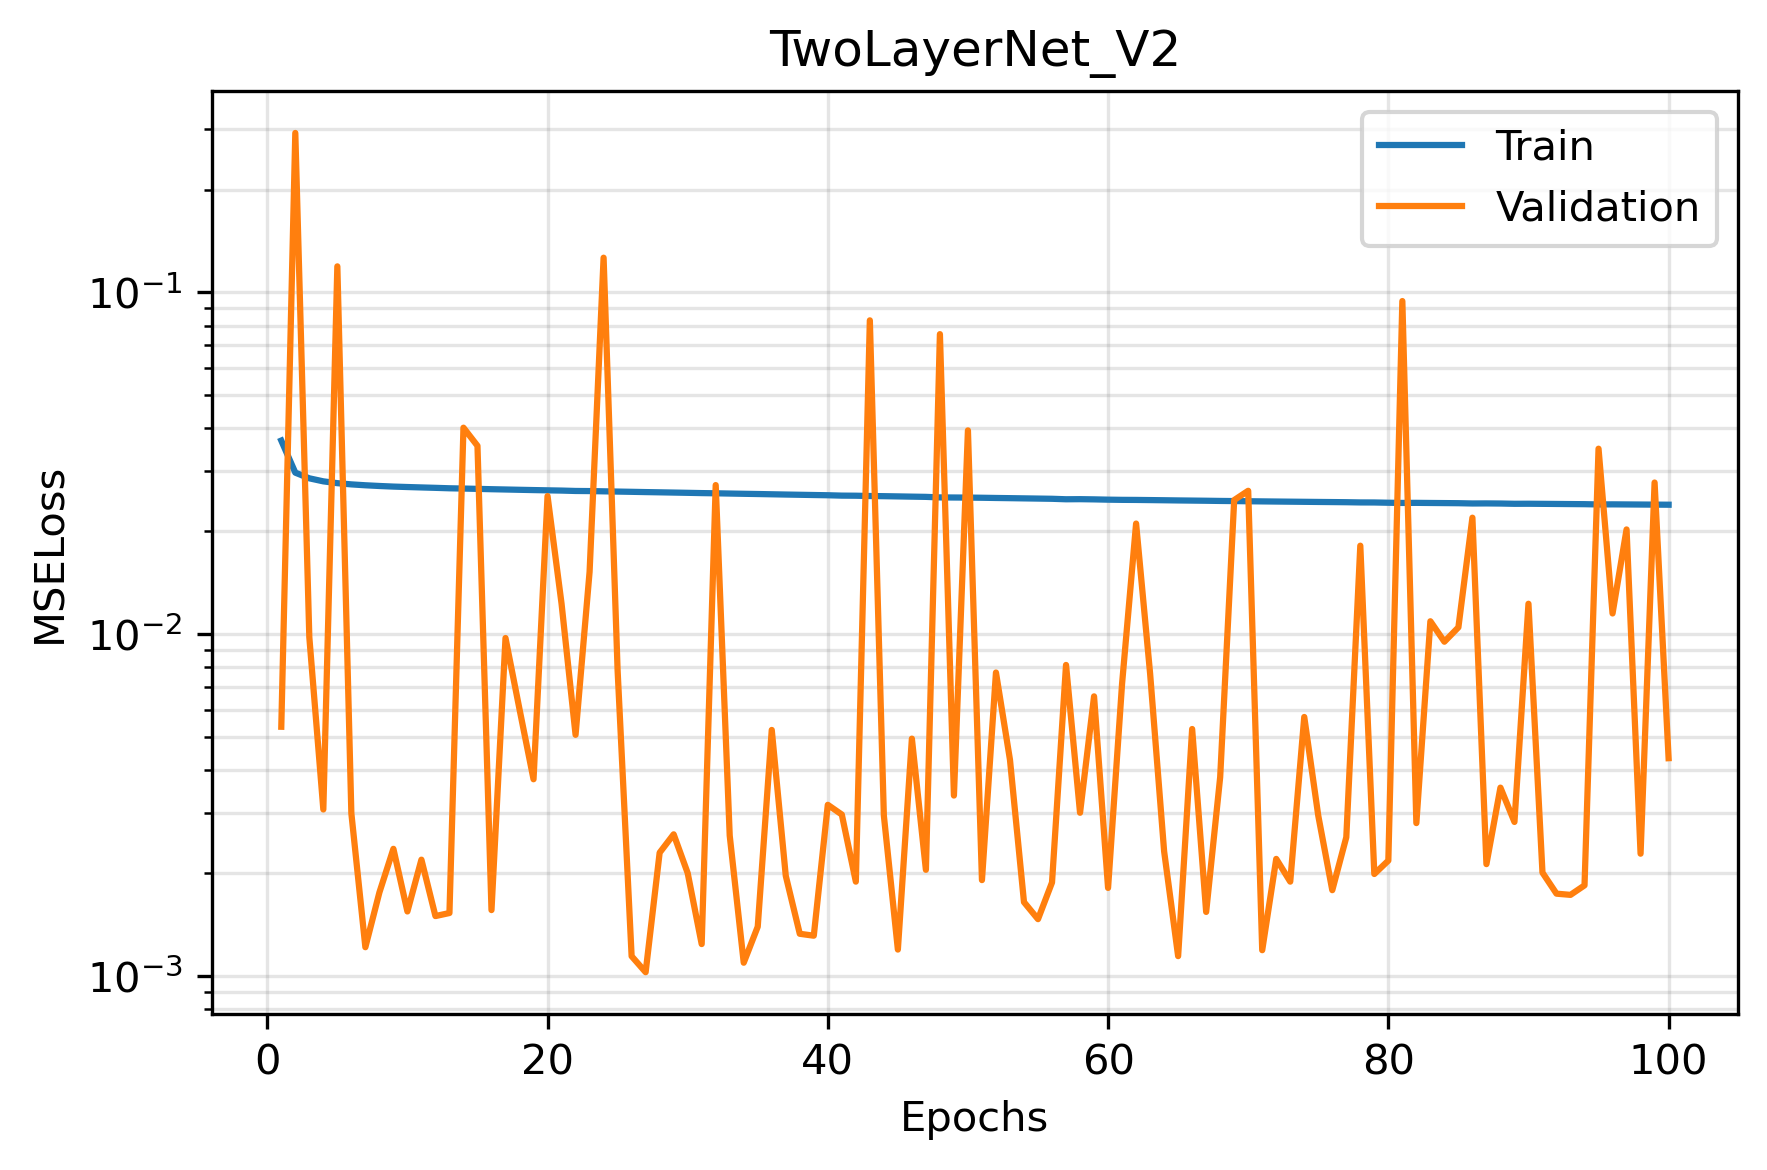 TwoLayerNet_V2
Train
Validation
10⁻¹
10⁻²
10⁻³
MSELoss
0 20 40 60 80 100
Epochs